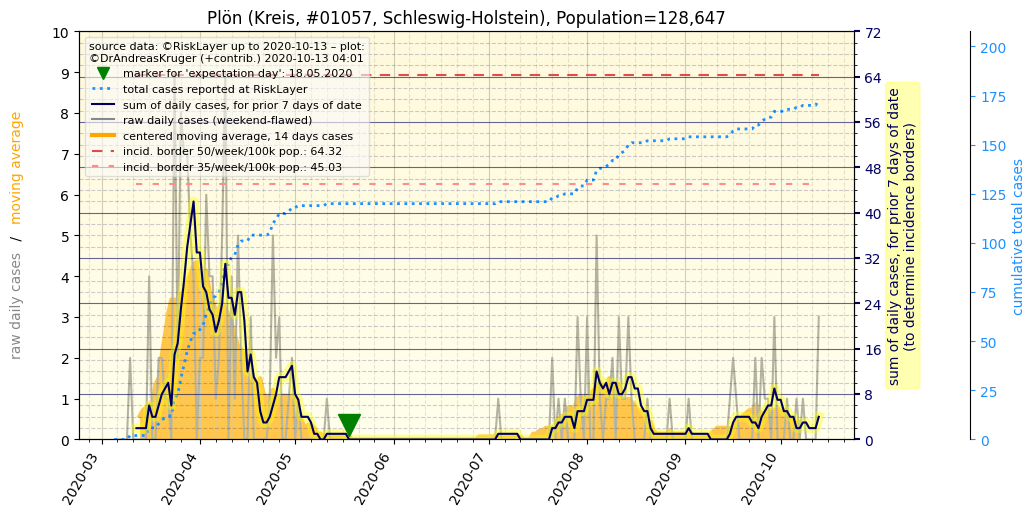 Plön (Kreis, #01057, Schleswig-Holstein), Population=128,647
source data: ©RiskLayer up to 2020-10-13 – plot:
©DrAndreasKruger (+contrib.) 2020-10-13 04:01
marker for 'expectation day': 18.05.2020
total cases reported at RiskLayer
sum of daily cases, for prior 7 days of date
raw daily cases (weekend-flawed)
centered moving average, 14 days cases
incid. border 50/week/100k pop.: 64.32
incid. border 35/week/100k pop.: 45.03
raw daily cases / moving average
10
9
8
7
6
5
4
3
2
1
0
72
64
56
48
40
32
24
16
8
0
sum of daily cases, for prior 7 days of date
(to determine incidence borders)
200
175
150
125
100
75
50
25
0
cumulative total cases
2020-03
2020-04
2020-05
2020-06
2020-07
2020-08
2020-09
2020-10